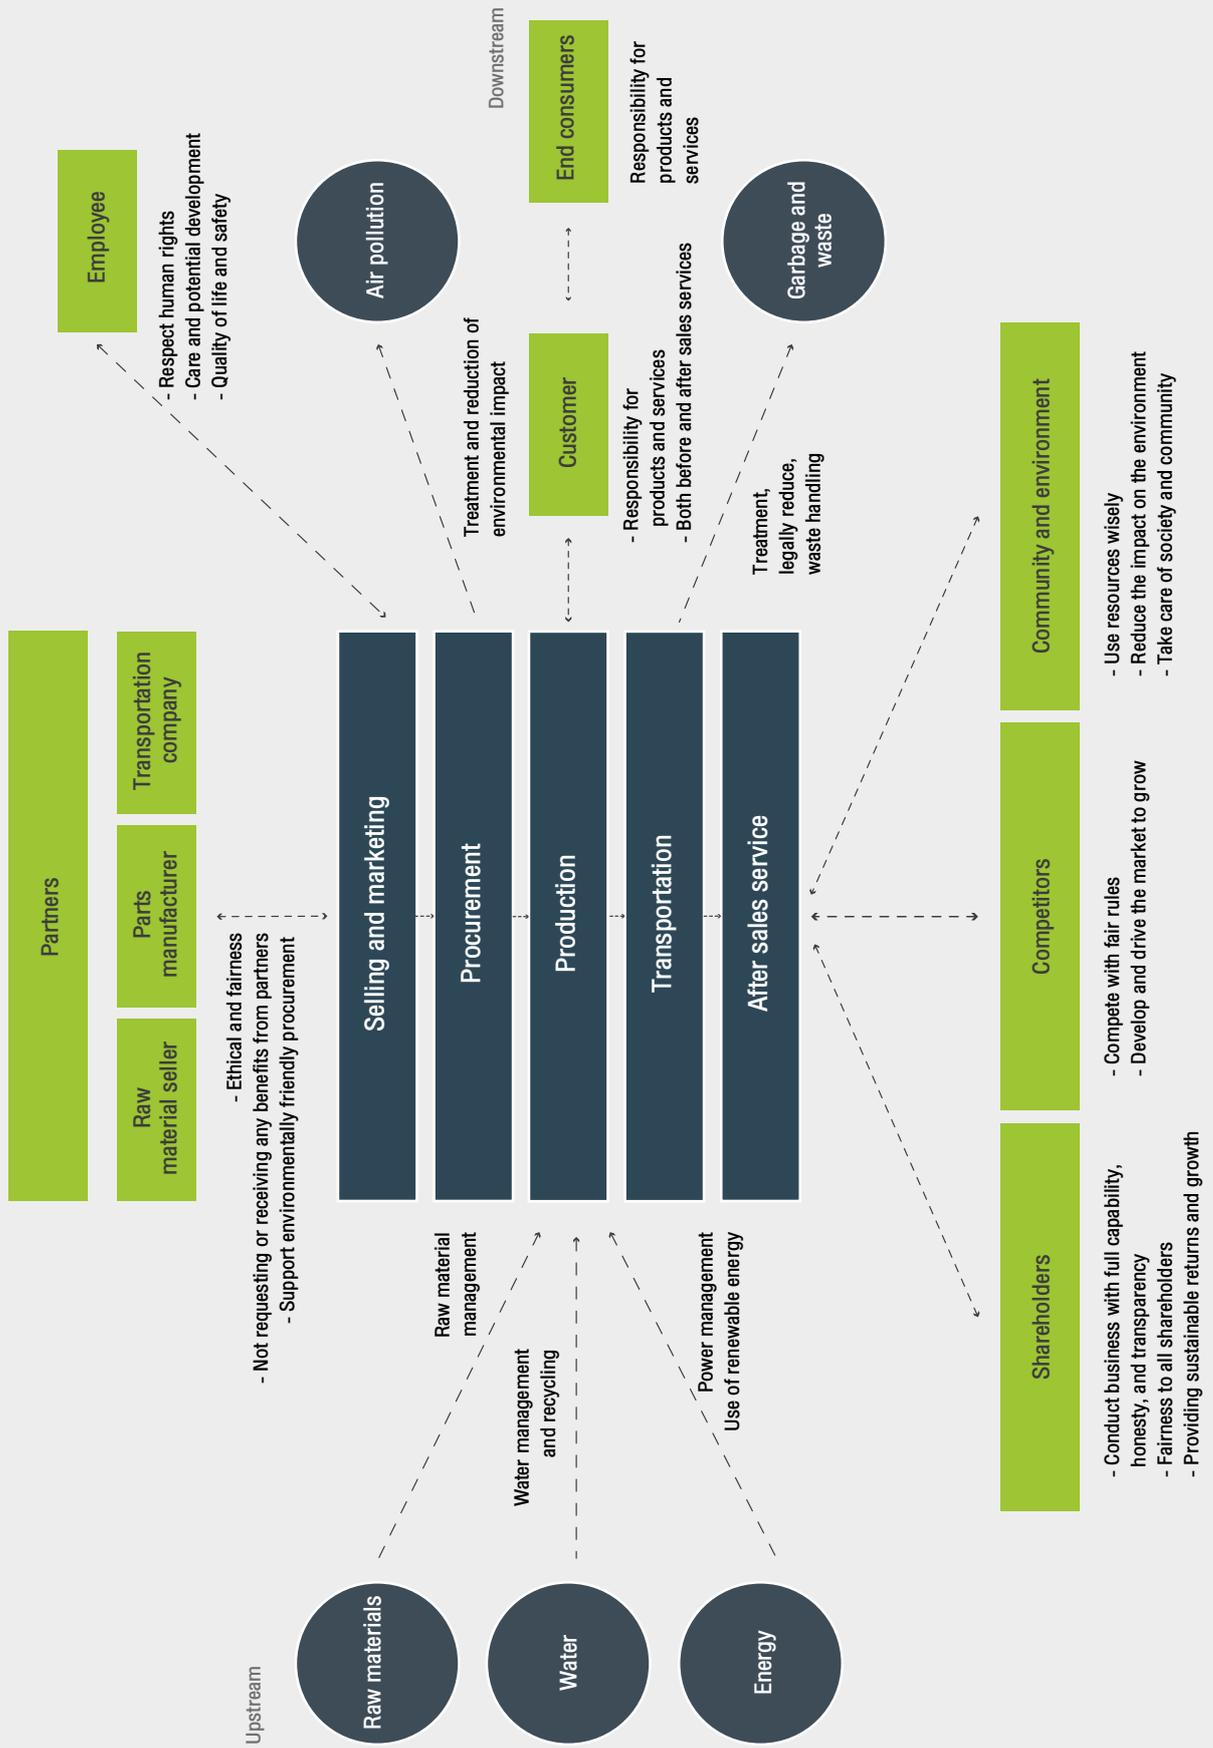 Partners
Raw
material seller
Parts
manufacturer
Transportation
company
- Ethical and fairness
- Not requesting or receiving any benefits from partners
- Support environmentally friendly procurement
Employee
- Respect human rights
- Care and potential development
- Quality of life and safety
Upstream
Raw materials
Water
Energy
Raw material
management
Water management
and recycling
Power management
Use of renewable energy
Selling and marketing
Procurement
Production
Transportation
After sales service
Air pollution
Treatment and reduction of
environmental impact
Downstream
Customer
- Responsibility for
products and services
- Both before and after sales services
End consumers
Responsibility for
products and
services
Garbage and
waste
Treatment,
legally reduce,
waste handling
Shareholders
- Conduct business with full capability,
honesty, and transparency
- Fairness to all shareholders
- Providing sustainable returns and growth
Competitors
- Compete with fair rules
- Develop and drive the market to grow
Community and environment
- Use resources wisely
- Reduce the impact on the environment
- Take care of society and community